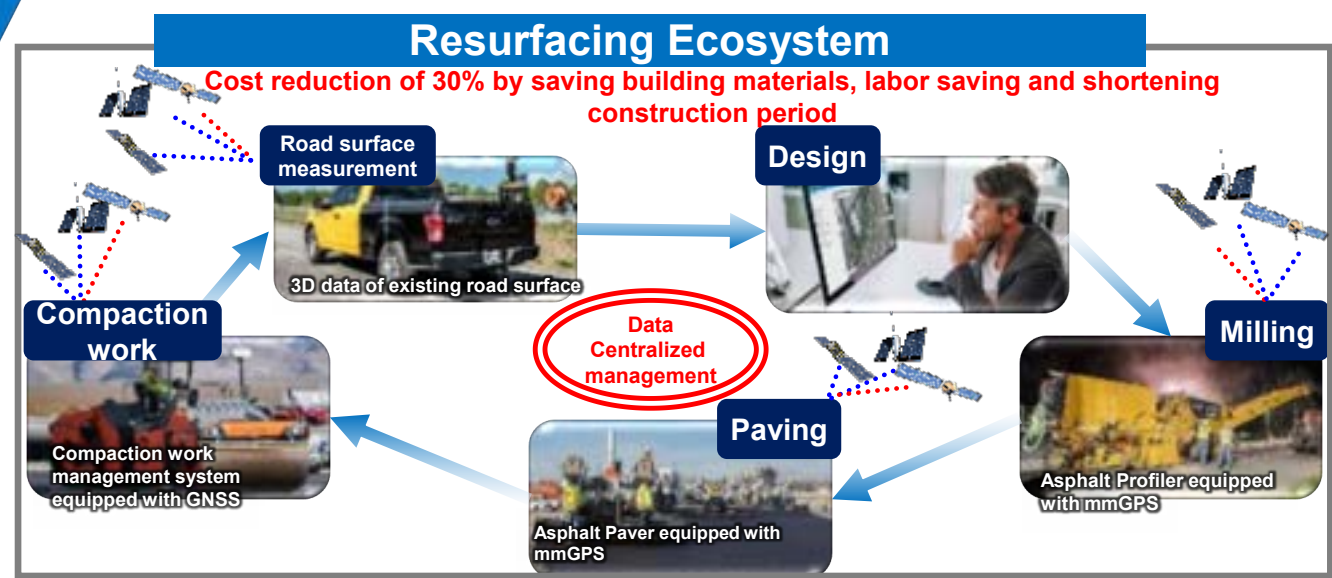 Resurfacing Ecosystem
Cost reduction of 30% by saving building materials, labor saving and shortening
construction period
Road surface
measurement
3D data of existing road surface
Design
Milling
Asphalt Profiler equipped
with mmGPS
Data
Centralized
management
Paving
Asphalt Paver equipped with
mmGPS
Compaction
work
Compaction work
management system
equipped with GNSS